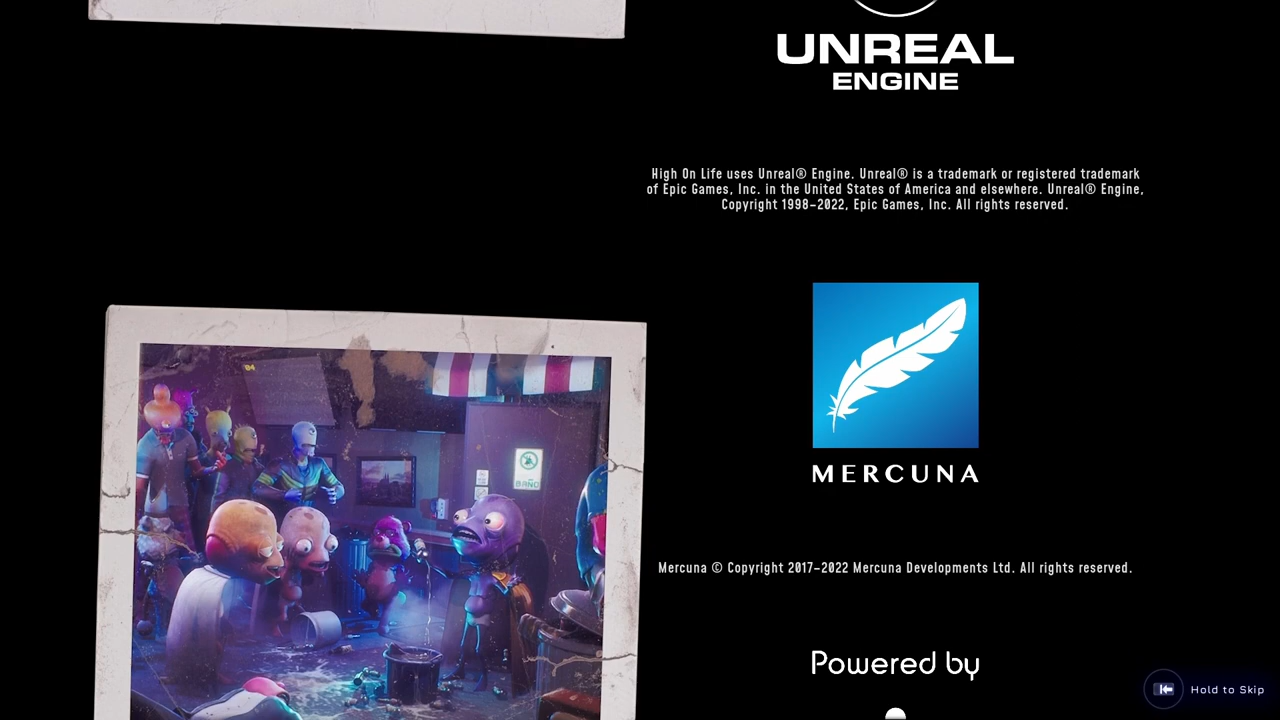 UNREAL
ENGINE
High On Life uses Unreal® Engine. Unreal® is a trademark or registered trademark
of Epic Games, Inc. in the United States of America and elsewhere. Unreal® Engine,
Copyright 1998-2022, Epic Games, Inc. All rights reserved.
MERCUNA
BAÑO
Mercuna © Copyright 2017-2022 Mercuna Developments Ltd. All rights reserved.
Powered by
Hold to Skip